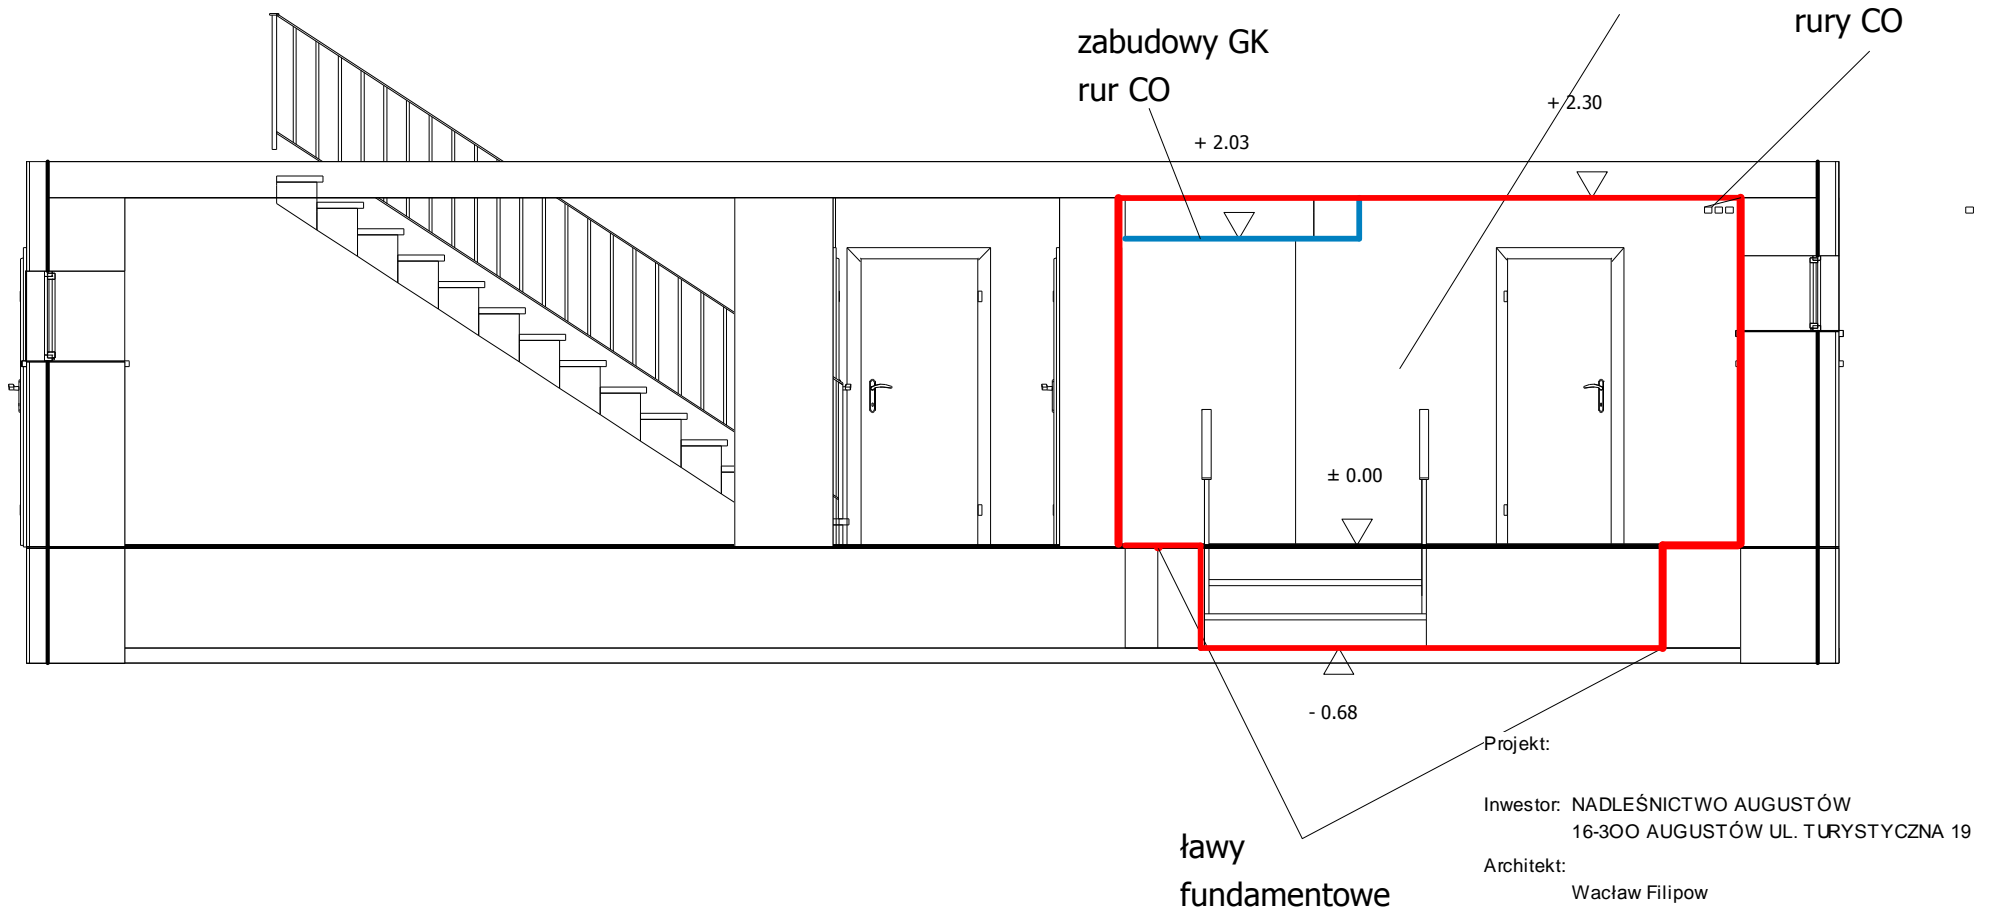 rury CO
zabudowy GK
rur CO
+ 2.30
+ 2.03
± 0.00
- 0.68
Projekt:
Inwestor: NADLEŚNICTWO AUGUSTÓW
16-3OO AUGUSTÓW UL. TURYSTYCZNA 19
ławy
fundamentowe
Architekt:
Wacław Filipow